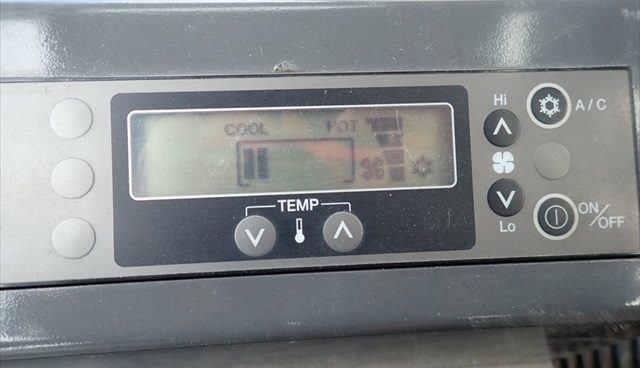 COOL HOT
TEMP
Hi
A/C
Lo
ON/OFF